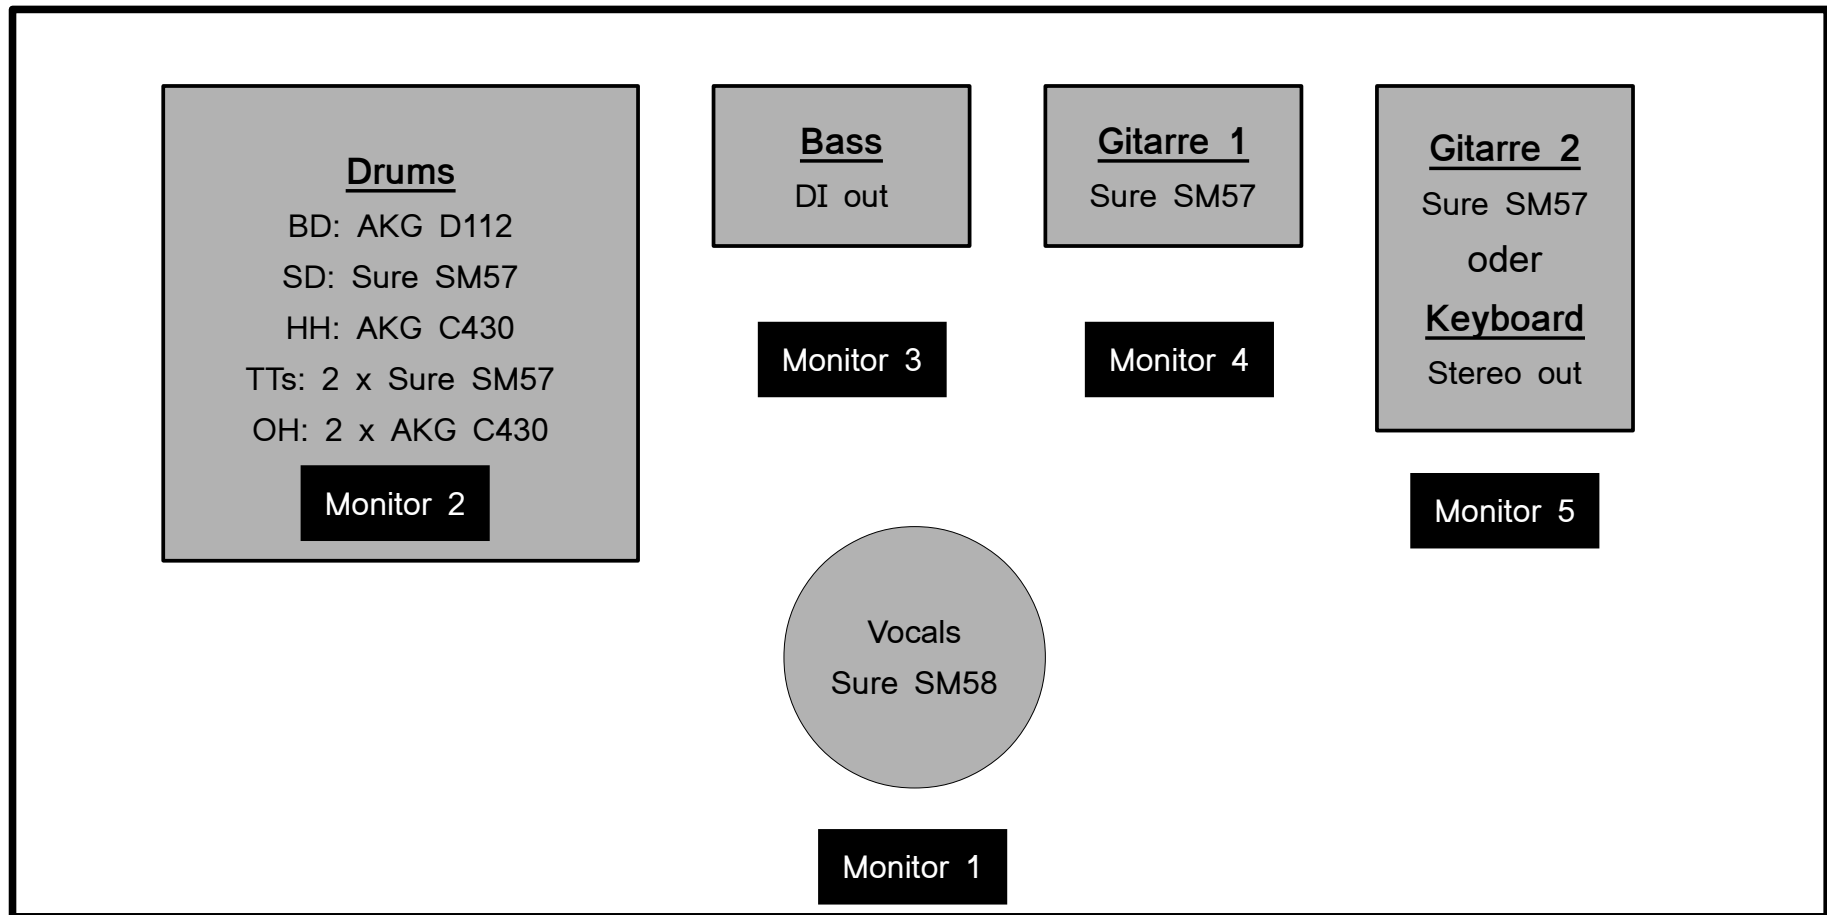 Drums
BD: AKG D112
SD: Sure SM57
HH: AKG C430
TTs: 2 x Sure SM57
OH: 2 x AKG C430
Monitor 2
Bass
DI out
Monitor 3
Gitarre 1
Sure SM57
Monitor 4
Gitarre 2
Sure SM57
oder
Keyboard
Stereo out
Monitor 5
Vocals
Sure SM58
Monitor 1